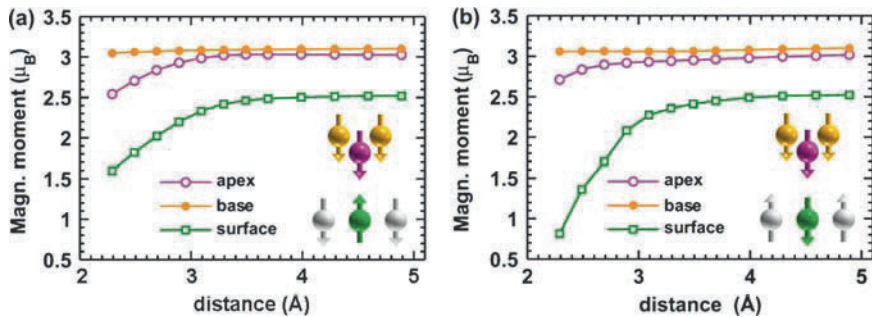 (a)
3.5
3
2.5
2
1.5
1
0.5
Magn. moment (μB)
apex
base
surface
2
3
4
5
distance (Å)
(b)
3.5
3
2.5
2
1.5
1
0.5
Magn. moment (μB)
apex
base
surface
2
3
4
5
distance (Å)